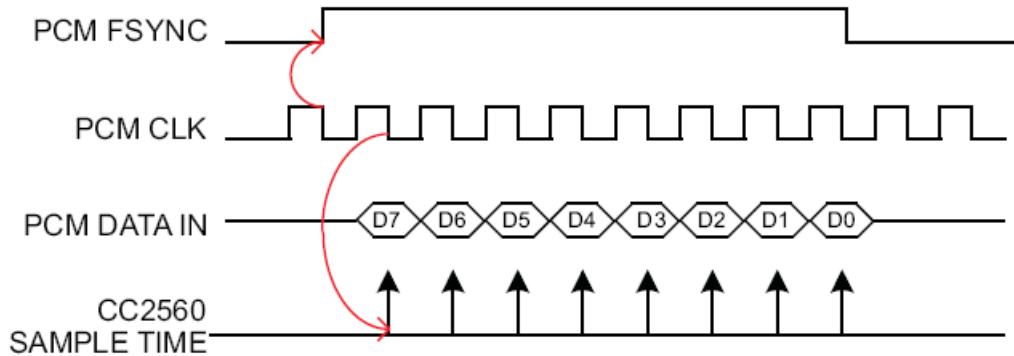 PCM FSYNC
PCM CLK
PCM DATA IN
D7 D6 D5 D4 D3 D2 D1 D0
CC2560
SAMPLE TIME